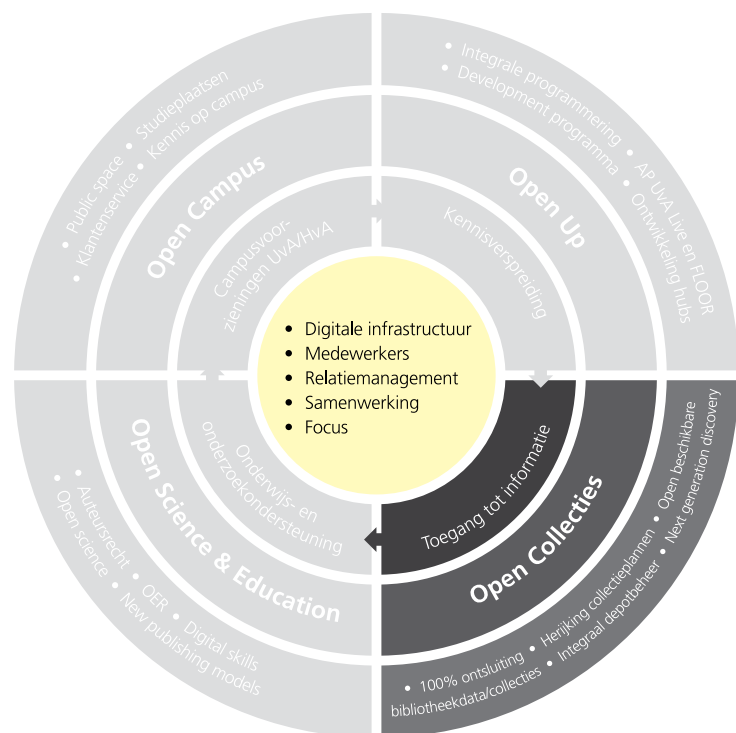 • Public space • Studieplaatsen
• Klantenservice • Kennis op campus
Open Campus
Campusvoor-
zieningen UvA/HvA
• Integrale programmering • AP UvA Live en FLOOR
• Development programma • Ontwikkeling hubs
Open Up
Kennisverspreiding
• Digitale infrastructuur
• Medewerkers
• Relatiemanagement
• Samenwerking
• Focus
Onderwijs- en
onderzoekondersteuning
Open Science & Education
• Auteursrecht • OER • Digital skills
• Open science • New publishing models
Toegang tot informatie
Open Collecties
• 100% ontsluiting • Herijking collectieplannen • Open beschikbare
bibliotheekdata/collecties • Integraal depotbeheer • Next generation discovery